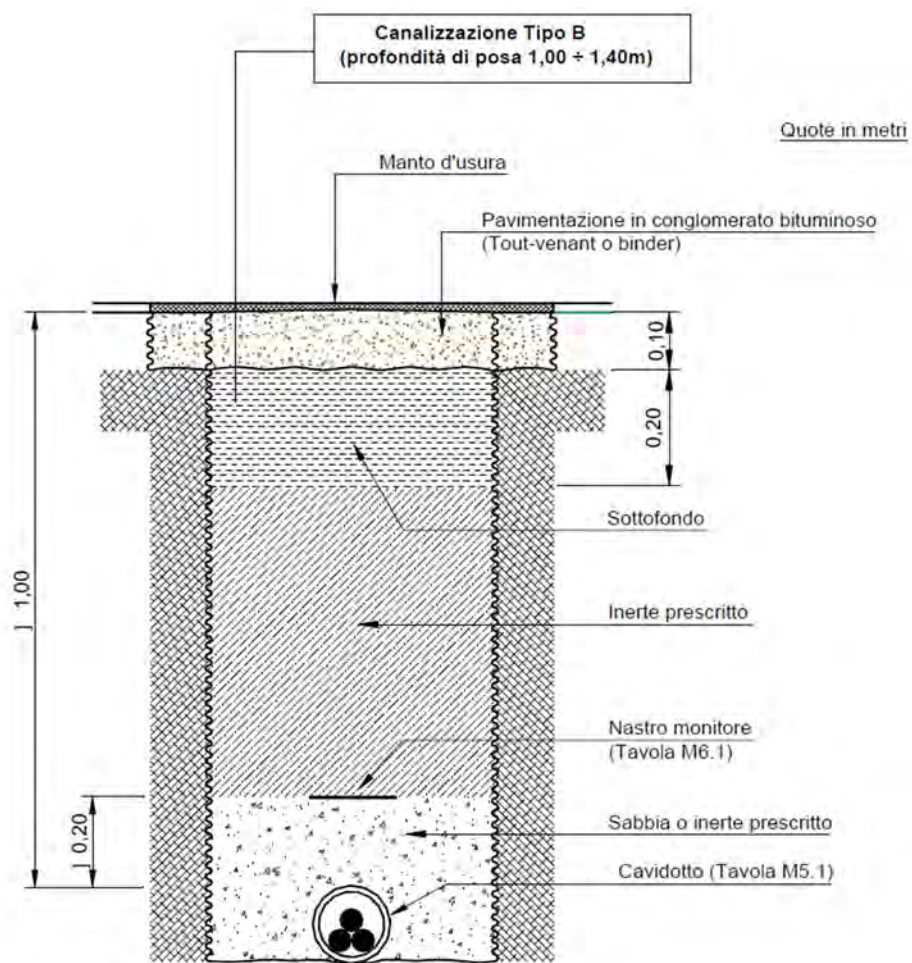 Canalizzazione Tipo B
(profondità di posa 1,00 ÷ 1,40m)
Quote in metri
Manto d'usura
Pavimentazione in conglomerato bituminoso
(Tout-venant o binder)
0,10
0,20
Sottofondo
] 1,00
Inerte prescritto
Nastro monitore
(Tavola M6.1)
] 0,20
Sabbia o inerte prescritto
Cavidotto (Tavola M5.1)